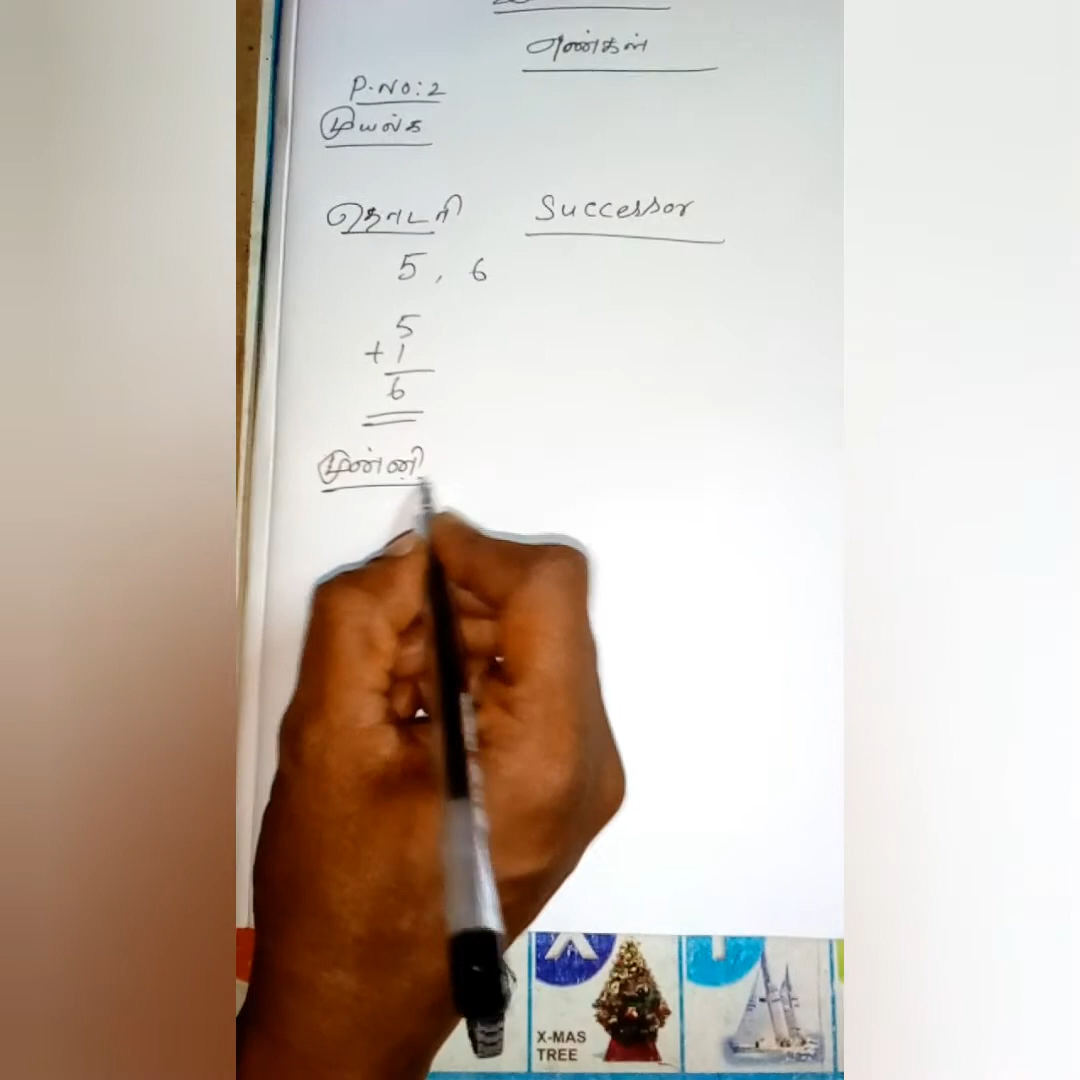 எண்கள்
P.No:2
முயல்க
தொடரி Successor
5, 6
5
+ 1
6
முன்னி
X-MAS
TREE